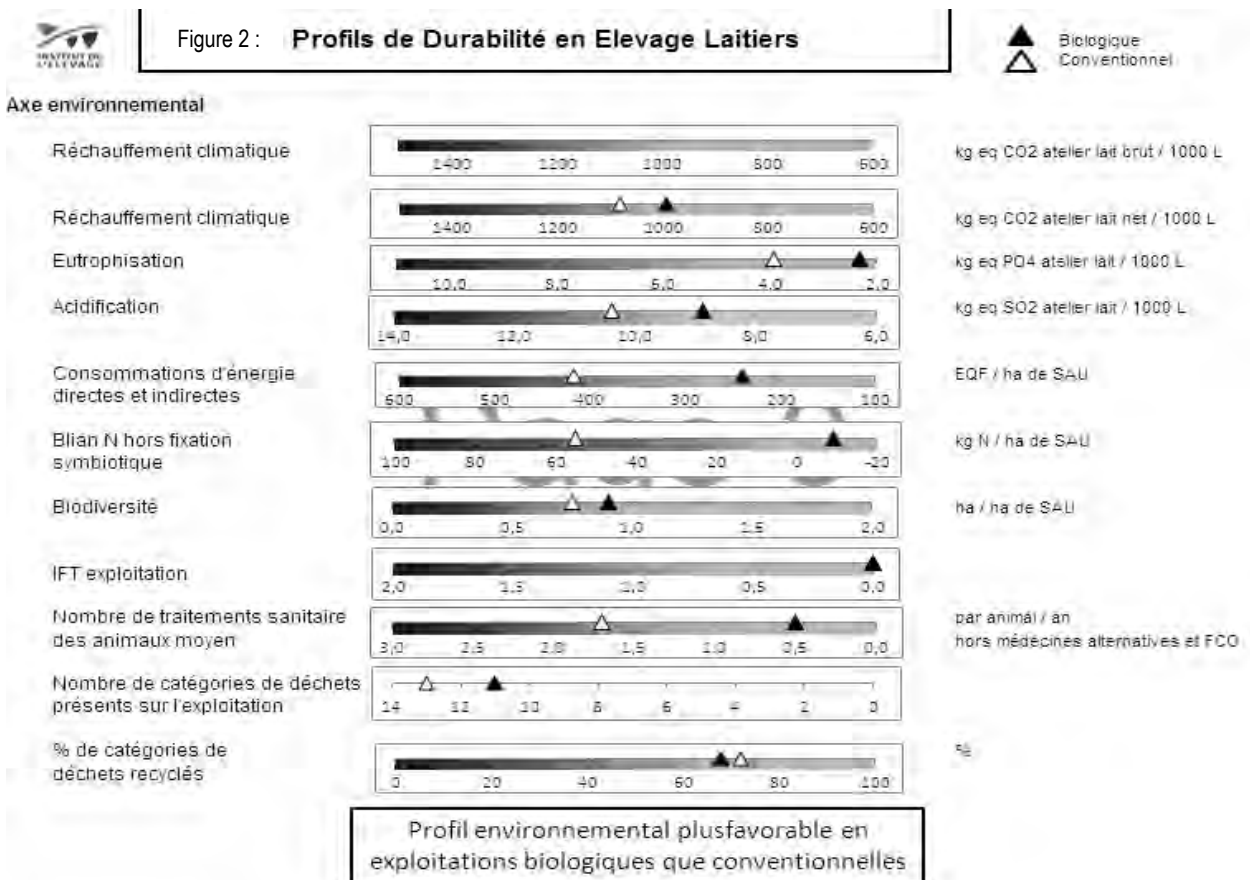 INSTITUT DE
L'ELEVAGE
Figure 2 : Profils de Durabilité en Elevage Laitiers
Biologique
Conventionnel
Axe environnemental
Réchauffement climatique
1400 1200 1000 800 600
kg eq CO2 atelier lait brut / 1000 L
Réchauffement climatique
1400 1200 1000 800 600
kg eq CO2 atelier lait net / 1000 L
Eutrophisation
10,0 8,0 6,0 4,0 2,0
kg eq PO4 atelier lait / 1000 L
Acidification
14,0 12,0 10,0 8,0 6,0
kg eq SO2 atelier lait / 1000 L
Consommations d'énergie
directes et indirectes
600 500 400 300 200 100
EQF / ha de SAU
Blian N hors fixation
symbiotique
100 80 60 40 20 0 -20
kg N / ha de SAU
Biodiversité
0,0 0,5 1,0 1,5 2,0
ha / ha de SAU
IFT exploitation
2,0 1,5 1,0 0,5 0,0
Nombre de traitements sanitaire
des animaux moyen
3,0 2,5 2,0 1,5 1,0 0,5 0,0
par animal / an
hors médecines alternatives et FCO
Nombre de catégories de déchets
présents sur l'exploitation
14 12 10 8 6 4 2 0
% de catégories de
déchets recyclés
0 20 40 60 80 100
%
Profil environnemental plusfavorable en
exploitations biologiques que conventionnelles